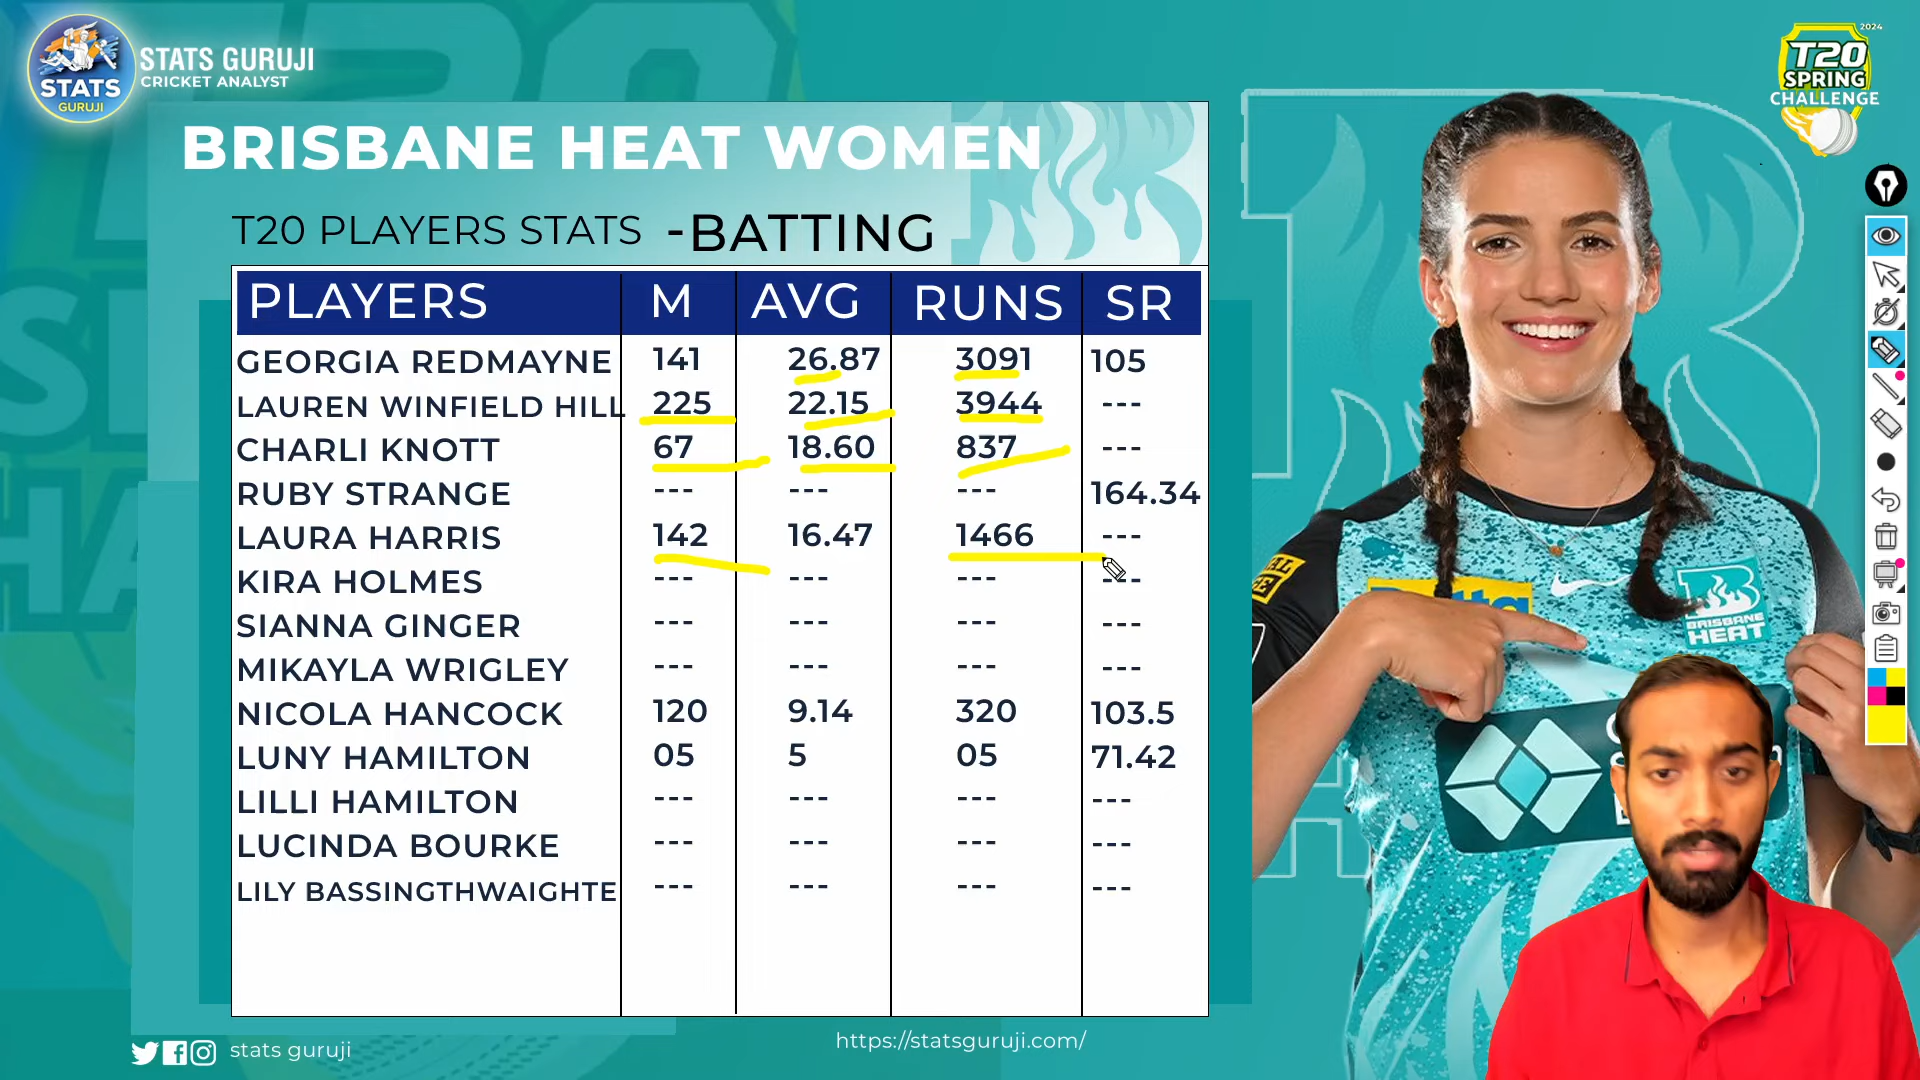 STATS GURUJI
CRICKET ANALYST
STATS
GURUJI
2024
T20
SPRING
CHALLENGE
BRISBANE HEAT WOMEN
T20 PLAYERS STATS -BATTING
PLAYERS M AVG RUNS SR
GEORGIA REDMAYNE 141 26.87 3091 105
LAUREN WINFIELD HILL 225 22.15 3944 ---
CHARLI KNOTT 67 18.60 837 ---
RUBY STRANGE --- --- --- 164.34
LAURA HARRIS 142 16.47 1466 ---
KIRA HOLMES --- --- --- ---
SIANNA GINGER --- --- --- ---
MIKAYLA WRIGLEY --- --- --- ---
NICOLA HANCOCK 120 9.14 320 103.5
LUNY HAMILTON 05 5 05 71.42
LILLI HAMILTON --- --- --- ---
LUCINDA BOURKE --- --- --- ---
LILY BASSINGTHWAIGHTE --- --- --- ---
BRISBANE
HEAT
stats guruji
https://statsguruji.com/